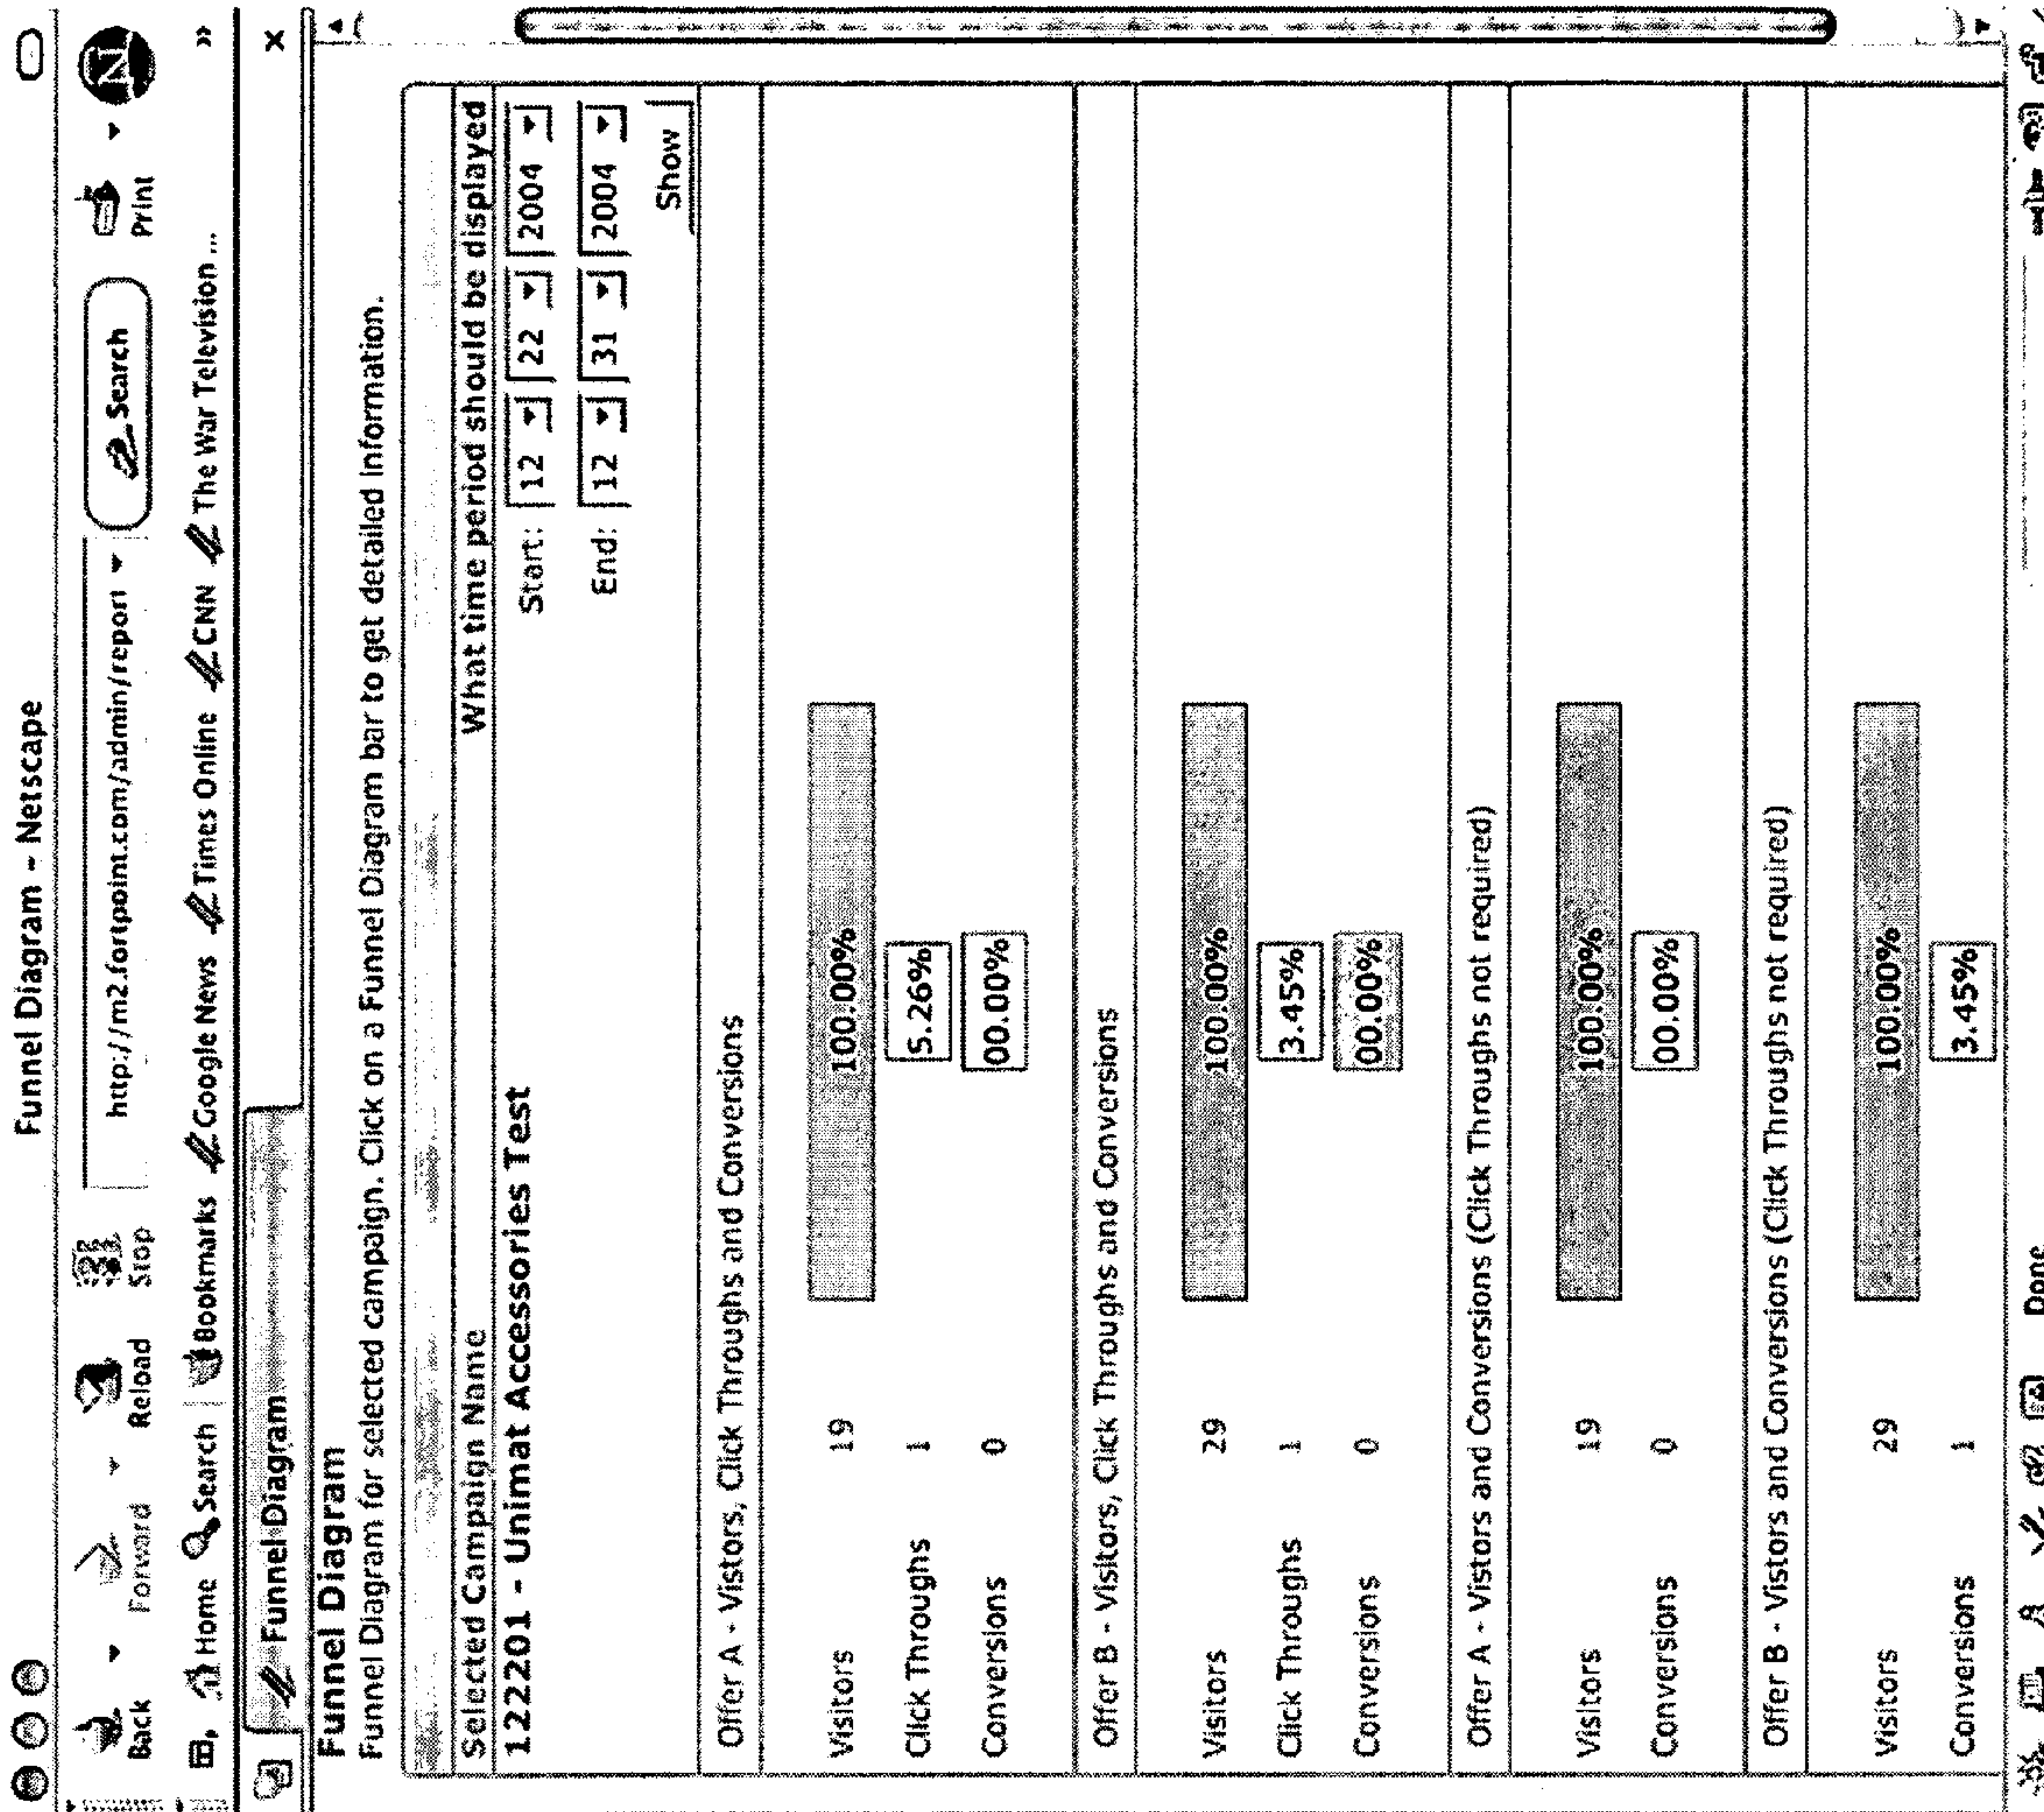 Funnel Diagram - Netscape
Back Forward Reload Stop http://m2.fortpoint.com/admin/report Search Print
N
Home Search Bookmarks Google News Times Online CNN The War Television ... »
Funnel Diagram X
Funnel Diagram
Funnel Diagram for selected campaign. Click on a Funnel Diagram bar to get detailed information.
Selected Campaign Name What time period should be displayed
122201 - Unimat Accessories Test Start: 12 22 2004
End: 12 31 2004
Show
Offer A - Vistors, Click Throughs and Conversions
Visitors 19 100.00%
Click Throughs 1 5.26%
Conversions 0 00.00%
Offer B - Visitors, Click Throughs and Conversions
Visitors 29 100.00%
Click Throughs 1 3.45%
Conversions 0 00.00%
Offer A - Vistors and Conversions (Click Throughs not required)
Visitors 19 100.00%
Conversions 0 00.00%
Offer B - Vistors and Conversions (Click Throughs not required)
Visitors 29 100.00%
Conversions 1 3.45%
Done